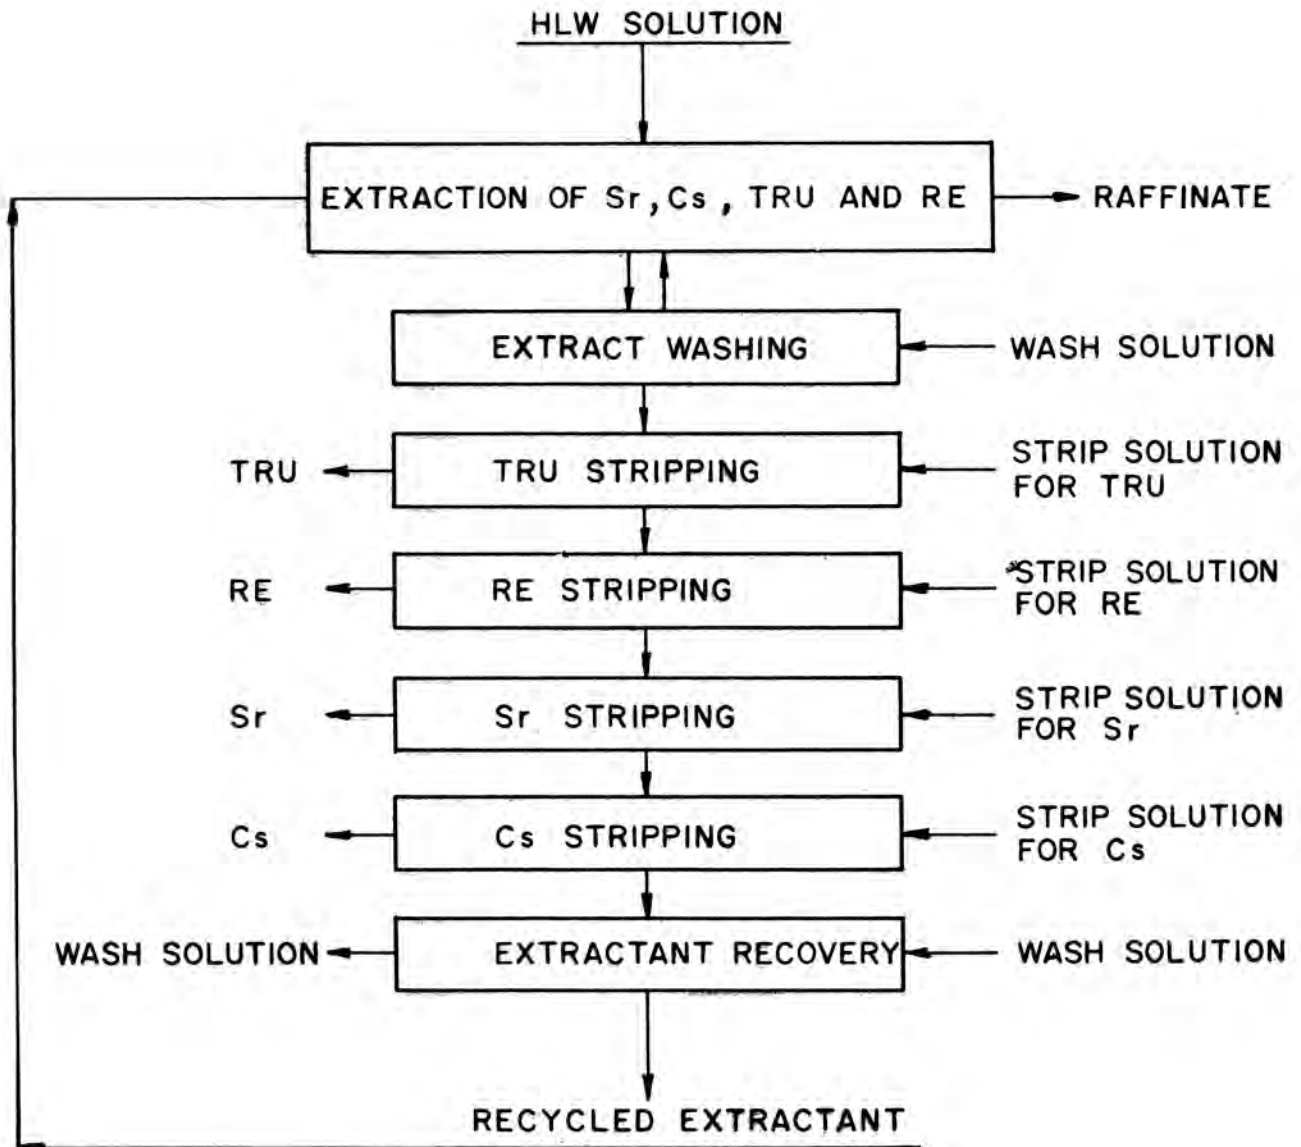 HLW SOLUTION
EXTRACTION OF Sr, Cs, TRU AND RE
RAFFINATE
EXTRACT WASHING
WASH SOLUTION
TRU
TRU STRIPPING
STRIP SOLUTION
FOR TRU
RE
RE STRIPPING
STRIP SOLUTION
FOR RE
Sr
Sr STRIPPING
STRIP SOLUTION
FOR Sr
Cs
Cs STRIPPING
STRIP SOLUTION
FOR Cs
WASH SOLUTION
EXTRACTANT RECOVERY
WASH SOLUTION
RECYCLED EXTRACTANT